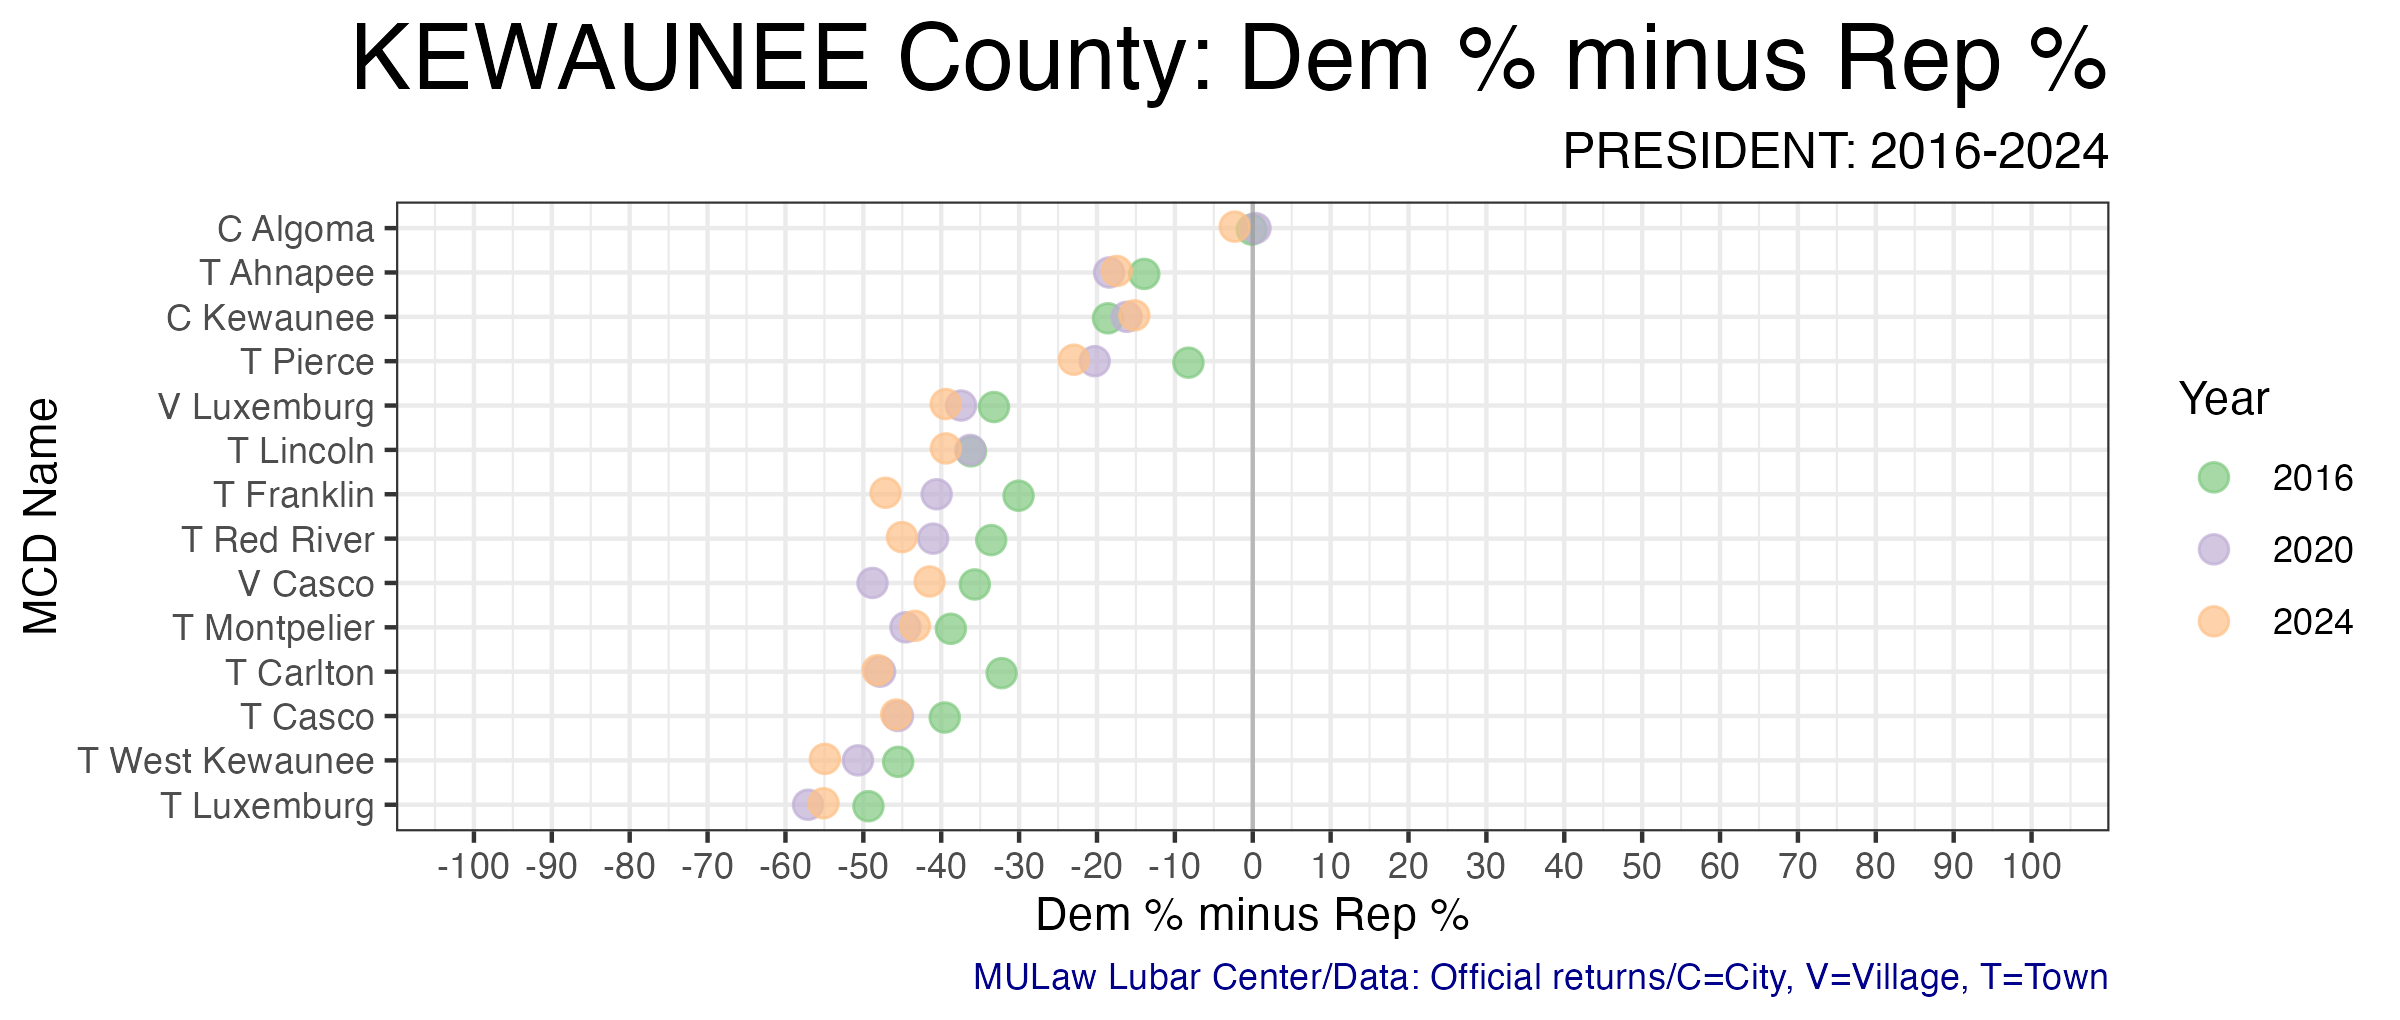 KEWAUNEE County: Dem % minus Rep %
PRESIDENT: 2016-2024
MCD Name
C Algoma
T Ahnapee
C Kewaunee
T Pierce
V Luxemburg
T Lincoln
T Franklin
T Red River
V Casco
T Montpelier
T Carlton
T Casco
T West Kewaunee
T Luxemburg
-100 -90 -80 -70 -60 -50 -40 -30 -20 -10 0 10 20 30 40 50 60 70 80 90 100
Dem % minus Rep %
Year
2016
2020
2024
MULaw Lubar Center/Data: Official returns/C=City, V=Village, T=Town